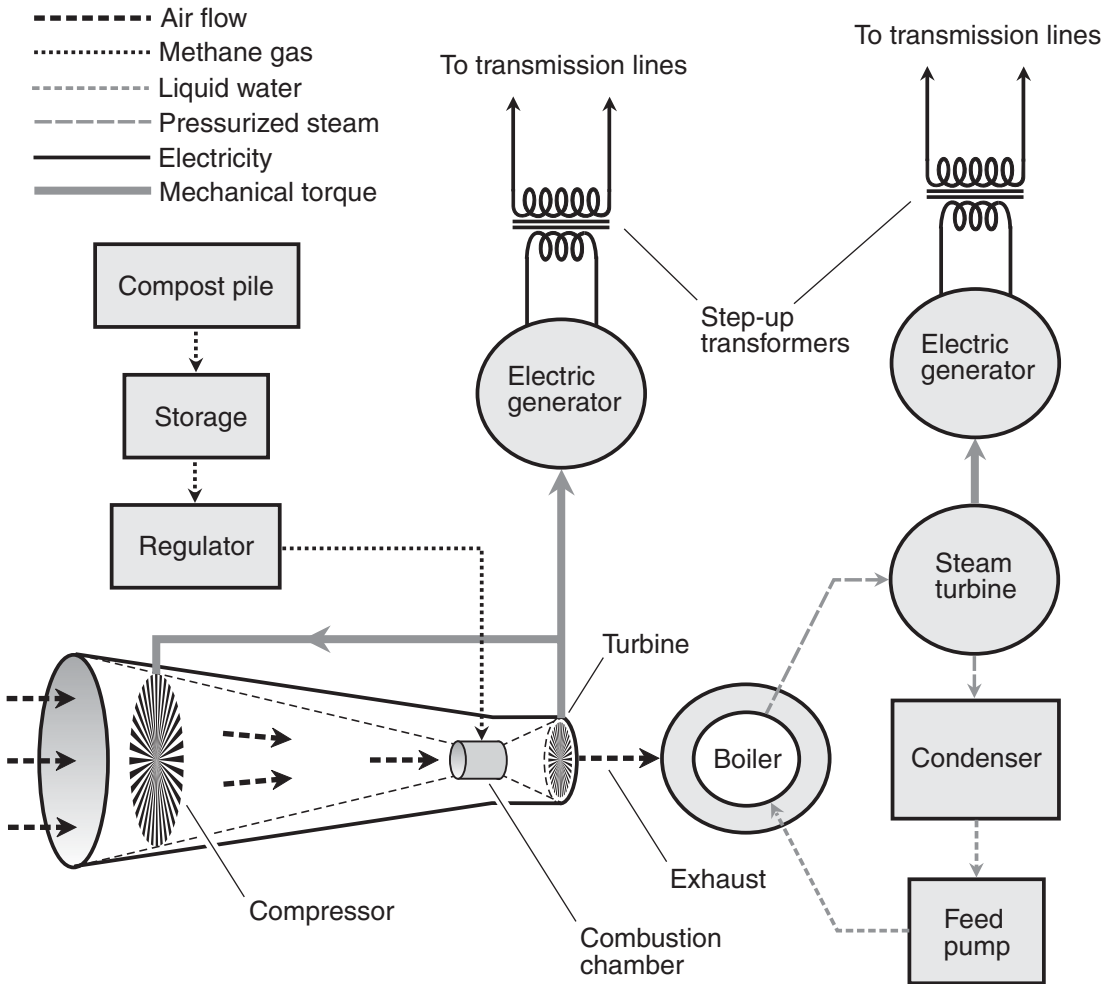 Air flow
Methane gas
Liquid water
Pressurized steam
Electricity
Mechanical torque
To transmission lines
To transmission lines
Step-up
transformers
Compost pile
Storage
Regulator
Electric
generator
Electric
generator
Steam
turbine
Turbine
Boiler
Condenser
Exhaust
Compressor
Combustion
chamber
Feed
pump